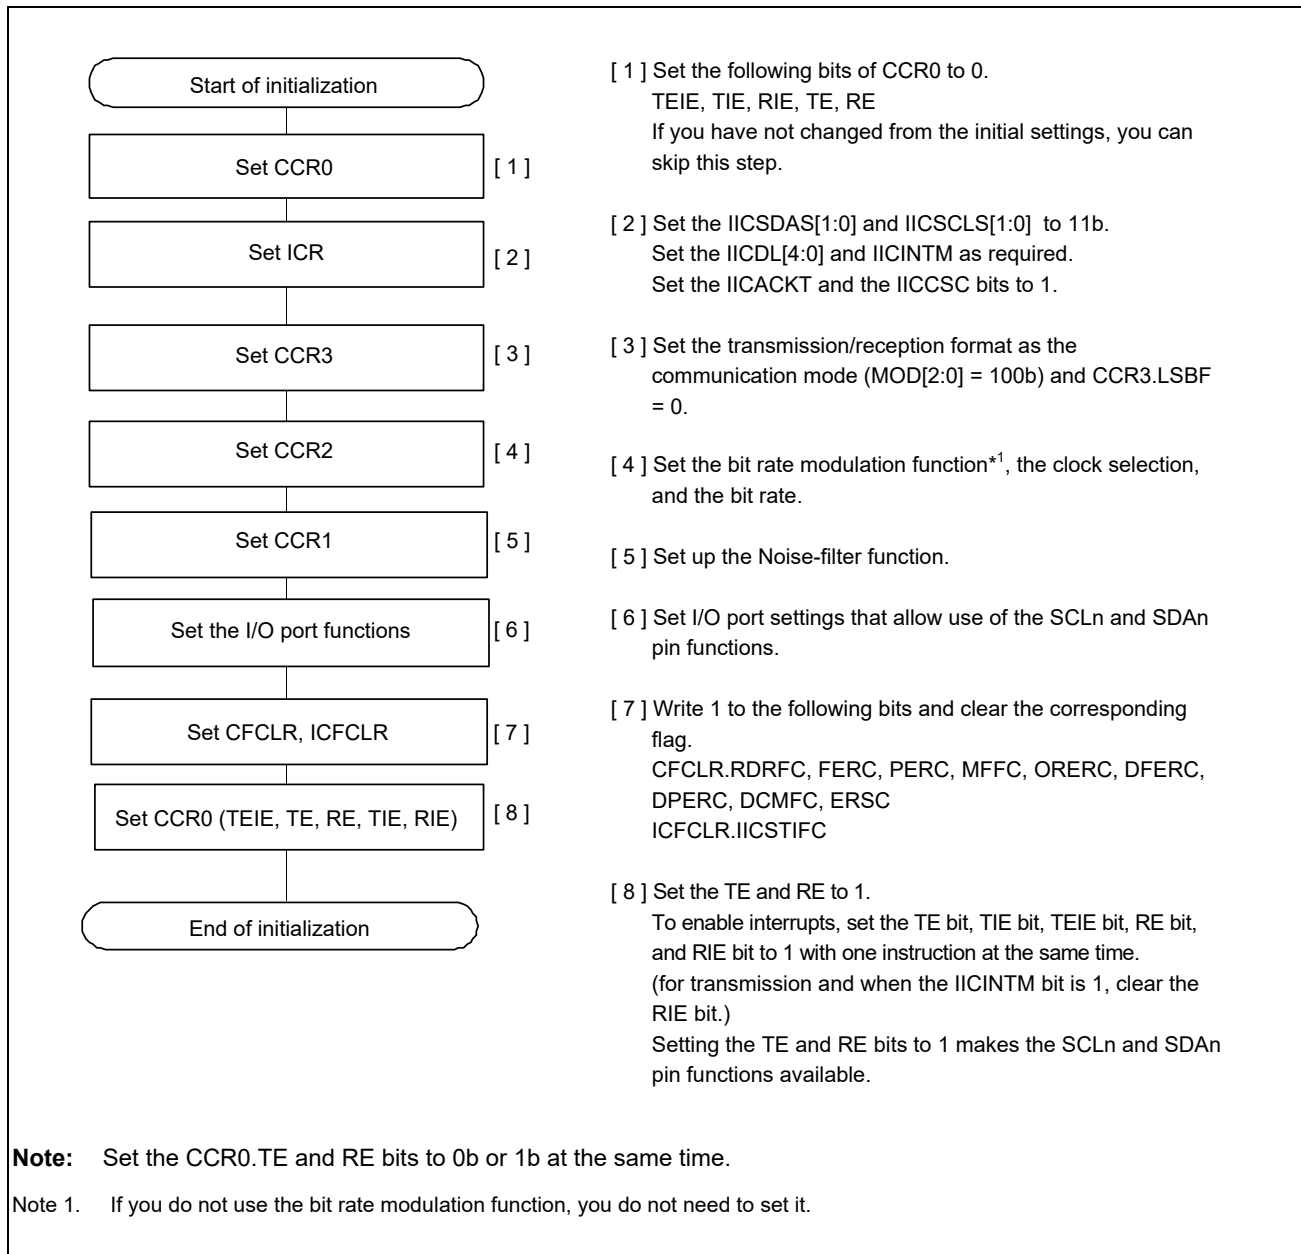 Start of initialization
Set CCR0
[ 1 ]
Set ICR
[ 2 ]
Set CCR3
[ 3 ]
Set CCR2
[ 4 ]
Set CCR1
[ 5 ]
Set the I/O port functions
[ 6 ]
Set CFCLR, ICFCLR
[ 7 ]
Set CCR0 (TEIE, TE, RE, TIE, RIE)
[ 8 ]
End of initialization
[ 1 ] Set the following bits of CCR0 to 0.
TEIE, TIE, RIE, TE, RE
If you have not changed from the initial settings, you can
skip this step.
[ 2 ] Set the IICSDAS[1:0] and IICSCLS[1:0] to 11b.
Set the IICDL[4:0] and IICINTM as required.
Set the IICACKT and the IICCSC bits to 1.
[ 3 ] Set the transmission/reception format as the
communication mode (MOD[2:0] = 100b) and CCR3.LSBF
= 0.
[ 4 ] Set the bit rate modulation function*1, the clock selection,
and the bit rate.
[ 5 ] Set up the Noise-filter function.
[ 6 ] Set I/O port settings that allow use of the SCLn and SDAn
pin functions.
[ 7 ] Write 1 to the following bits and clear the corresponding
flag.
CFCLR.RDRFC, FERC, PERC, MFFC, ORERC, DFERC,
DPERC, DCMFC, ERSC
ICFCLR.IICSTIFC
[ 8 ] Set the TE and RE to 1.
To enable interrupts, set the TE bit, TIE bit, TEIE bit, RE bit,
and RIE bit to 1 with one instruction at the same time.
(for transmission and when the IICINTM bit is 1, clear the
RIE bit.)
Setting the TE and RE bits to 1 makes the SCLn and SDAn
pin functions available.
Note: Set the CCR0.TE and RE bits to 0b or 1b at the same time.
Note 1. If you do not use the bit rate modulation function, you do not need to set it.